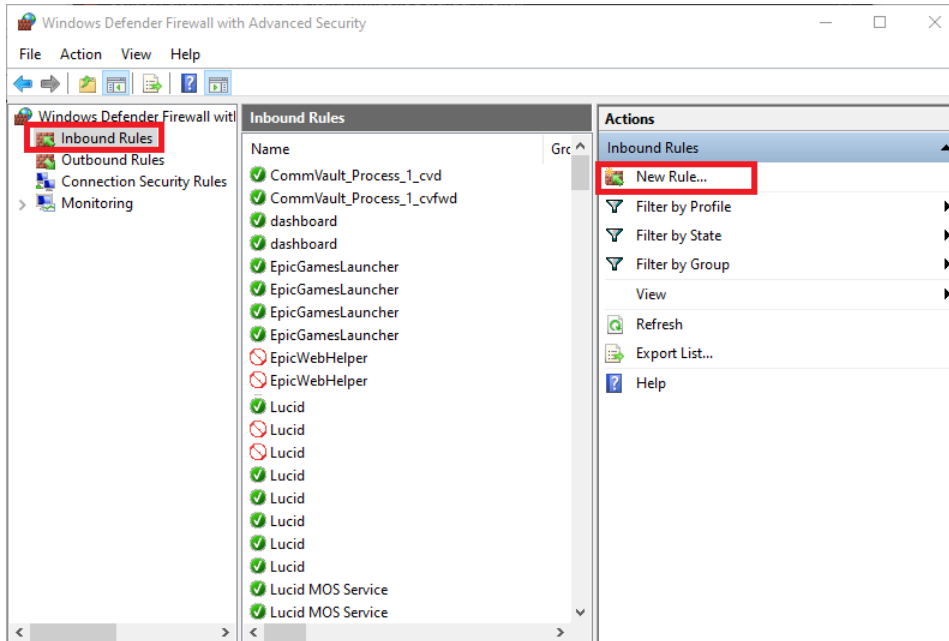 Windows Defender Firewall with Advanced Security
File Action View Help
Windows Defender Firewall witl
Inbound Rules
Outbound Rules
Connection Security Rules
Monitoring
Inbound Rules
Name Grc
CommVault_Process_1_cvd
CommVault_Process_1_cvfwd
dashboard
dashboard
EpicGamesLauncher
EpicGamesLauncher
EpicGamesLauncher
EpicGamesLauncher
EpicWebHelper
EpicWebHelper
Lucid
Lucid
Lucid
Lucid
Lucid
Lucid
Lucid
Lucid
Lucid MOS Service
Lucid MOS Service
Actions
Inbound Rules
New Rule...
Filter by Profile
Filter by State
Filter by Group
View
Refresh
Export List...
Help